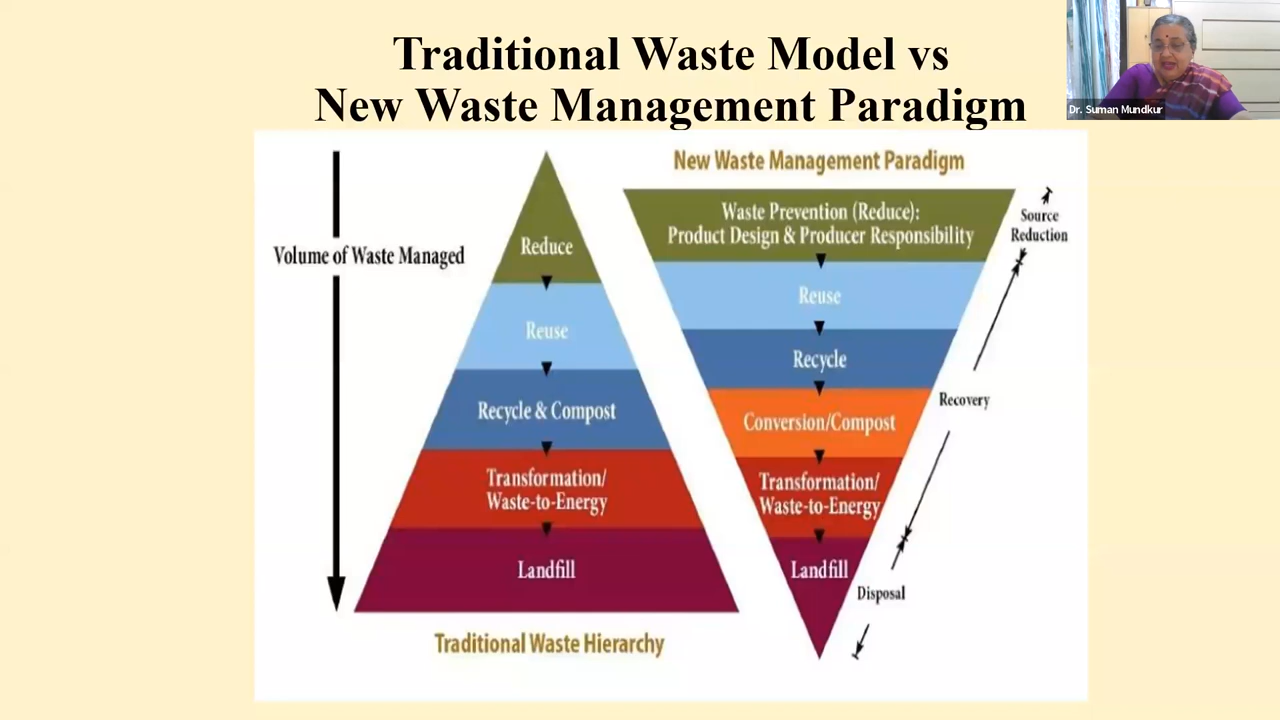 Traditional Waste Model vs
New Waste Management Paradigm
Dr. Suman Mundkur
Volume of Waste Managed
Reduce
Reuse
Recycle & Compost
Transformation/
Waste-to-Energy
Landfill
Traditional Waste Hierarchy
New Waste Management Paradigm
Waste Prevention (Reduce):
Product Design & Producer Responsibility
Reuse
Recycle
Conversion/Compost
Transformation/
Waste-to-Energy
Landfill
Source
Reduction
Recovery
Disposal